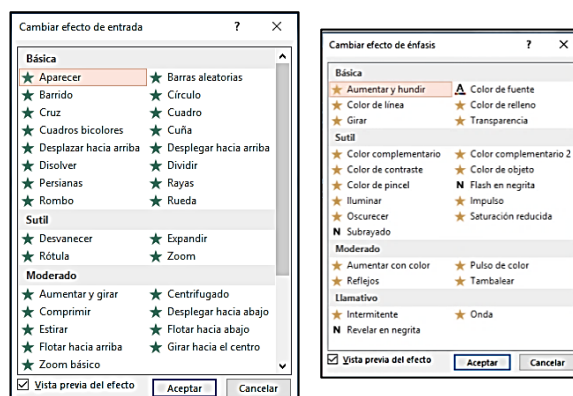 Cambiar efecto de entrada ? ×
Básica
Aparecer Barras aleatorias
Barrido Círculo
Cruz Cuadro
Cuadros bicolores Cuña
Desplazar hacia arriba Desplegar hacia arriba
Disolver Dividir
Persianas Rayas
Rombo Rueda
Sutil
Desvanecer Expandir
Rótula Zoom
Moderado
Aumentar y girar Centrifugado
Comprimir Desplegar hacia abajo
Estirar Flotar hacia abajo
Flotar hacia arriba Girar hacia el centro
Zoom básico
Vista previa del efecto Aceptar Cancelar
Cambiar efecto de énfasis ? ×
Básica
Aumentar y hundir A Color de fuente
Color de línea Color de relleno
Girar Transparencia
Sutil
Color complementario Color complementario 2
Color de contraste Color de objeto
Color de pincel N Flash en negrita
Iluminar Impulso
Oscurecer Saturación reducida
N Subrayado
Moderado
Aumentar con color Pulso de color
Reflejos Tambalear
Llamativo
Intermitente Onda
N Revelar en negrita
Vista previa del efecto Aceptar Cancelar